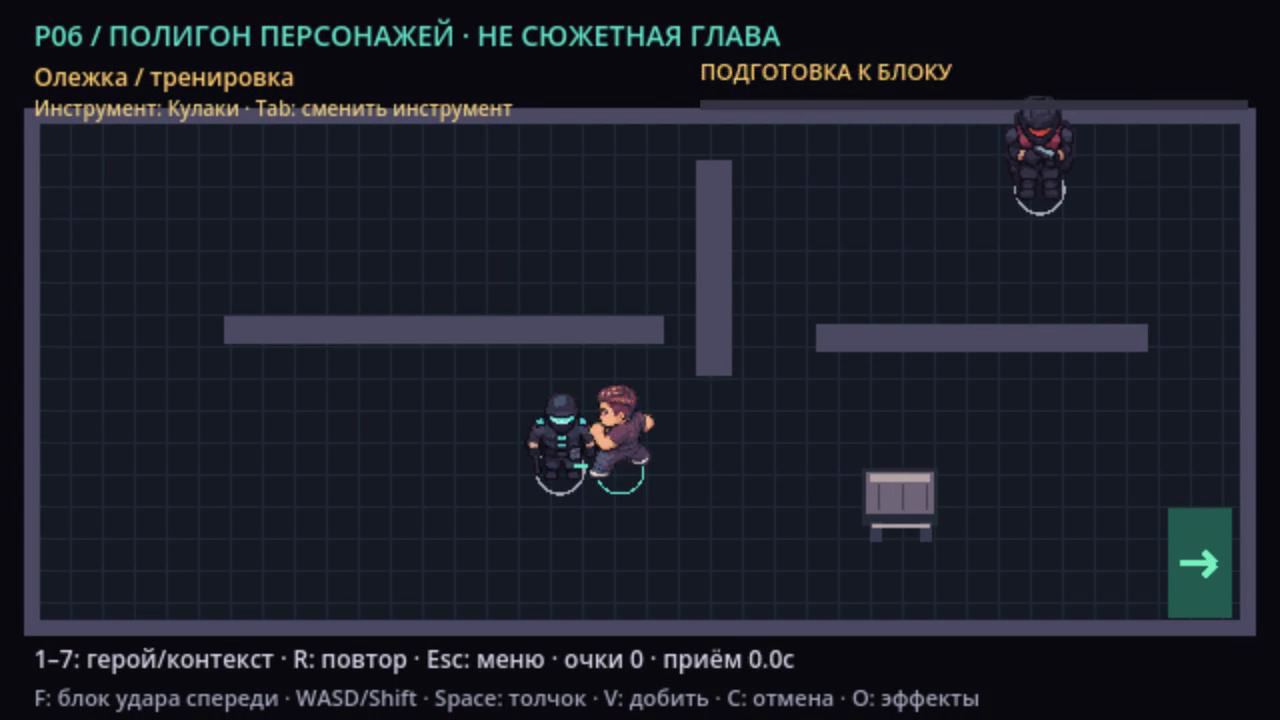 P06 / ПОЛИГОН ПЕРСОНАЖЕЙ · НЕ СЮЖЕТНАЯ ГЛАВА
Олежка / тренировка
ПОДГОТОВКА К БЛОКУ
Инструмент: Кулаки · Tab: сменить инструмент
1–7: герой/контекст · R: повтор · Esc: меню · очки 0 · приём 0.0с
F: блок удара спереди · WASD/Shift · Space: толчок · V: добить · C: отмена · O: эффекты